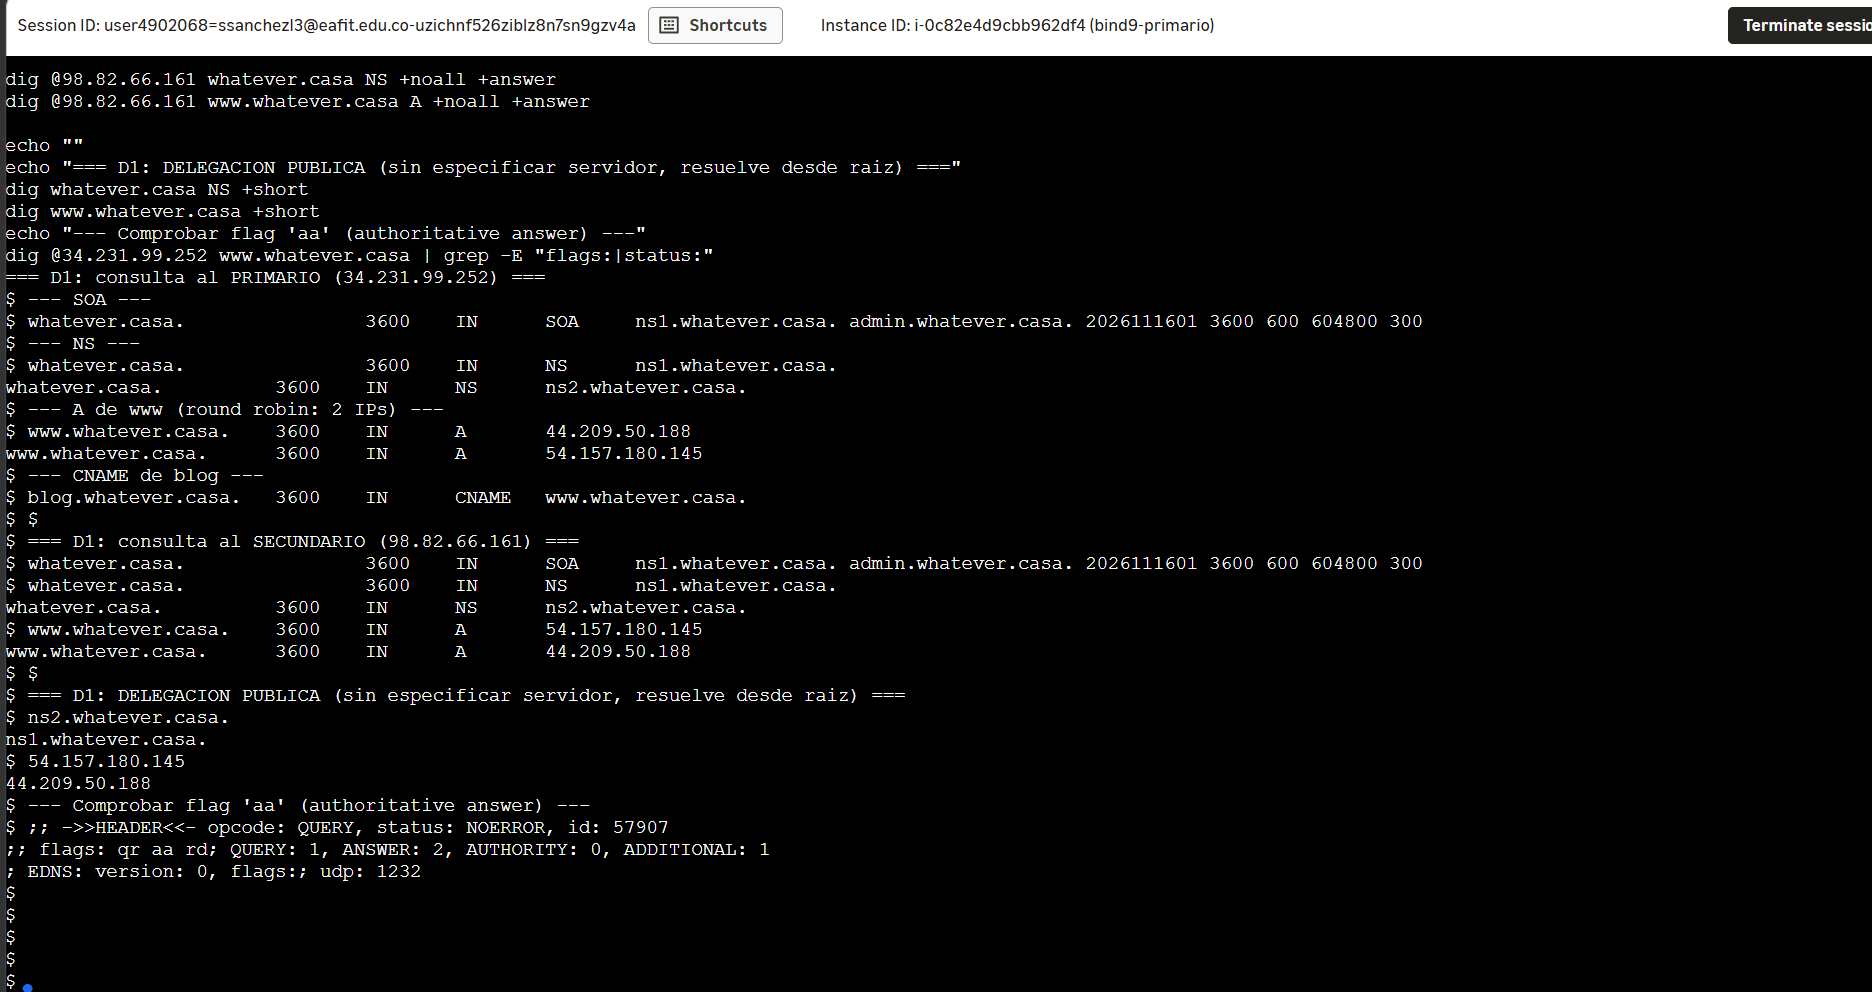 Session ID: user4902068=ssanchezl3@eafit.edu.co-uzichnf526ziblz8n7sn9gzv4a Shortcuts Instance ID: i-0c82e4d9cbb962df4 (bind9-primario) Terminate sessio
dig @98.82.66.161 whatever.casa NS +noall +answer
dig @98.82.66.161 www.whatever.casa A +noall +answer
echo ""
echo "=== D1: DELEGACION PUBLICA (sin especificar servidor, resuelve desde raiz) ==="
dig whatever.casa NS +short
dig www.whatever.casa +short
echo "--- Comprobar flag 'aa' (authoritative answer) ---"
dig @34.231.99.252 www.whatever.casa | grep -E "flags:|status:"
=== D1: consulta al PRIMARIO (34.231.99.252) ===
$ --- SOA ---
$ whatever.casa. 3600 IN SOA ns1.whatever.casa. admin.whatever.casa. 2026111601 3600 600 604800 300
$ --- NS ---
$ whatever.casa. 3600 IN NS ns1.whatever.casa.
whatever.casa. 3600 IN NS ns2.whatever.casa.
$ --- A de www (round robin: 2 IPs) ---
$ www.whatever.casa. 3600 IN A 44.209.50.188
www.whatever.casa. 3600 IN A 54.157.180.145
$ --- CNAME de blog ---
$ blog.whatever.casa. 3600 IN CNAME www.whatever.casa.
$ $
$ === D1: consulta al SECUNDARIO (98.82.66.161) ===
$ whatever.casa. 3600 IN SOA ns1.whatever.casa. admin.whatever.casa. 2026111601 3600 600 604800 300
$ whatever.casa. 3600 IN NS ns1.whatever.casa.
whatever.casa. 3600 IN NS ns2.whatever.casa.
$ www.whatever.casa. 3600 IN A 54.157.180.145
www.whatever.casa. 3600 IN A 44.209.50.188
$ $
$ === D1: DELEGACION PUBLICA (sin especificar servidor, resuelve desde raiz) ===
$ ns2.whatever.casa.
ns1.whatever.casa.
$ 54.157.180.145
44.209.50.188
$ --- Comprobar flag 'aa' (authoritative answer) ---
$ ;; ->>HEADER<<- opcode: QUERY, status: NOERROR, id: 57907
;; flags: qr aa rd; QUERY: 1, ANSWER: 2, AUTHORITY: 0, ADDITIONAL: 1
; EDNS: version: 0, flags:; udp: 1232
$
$
$
$
$